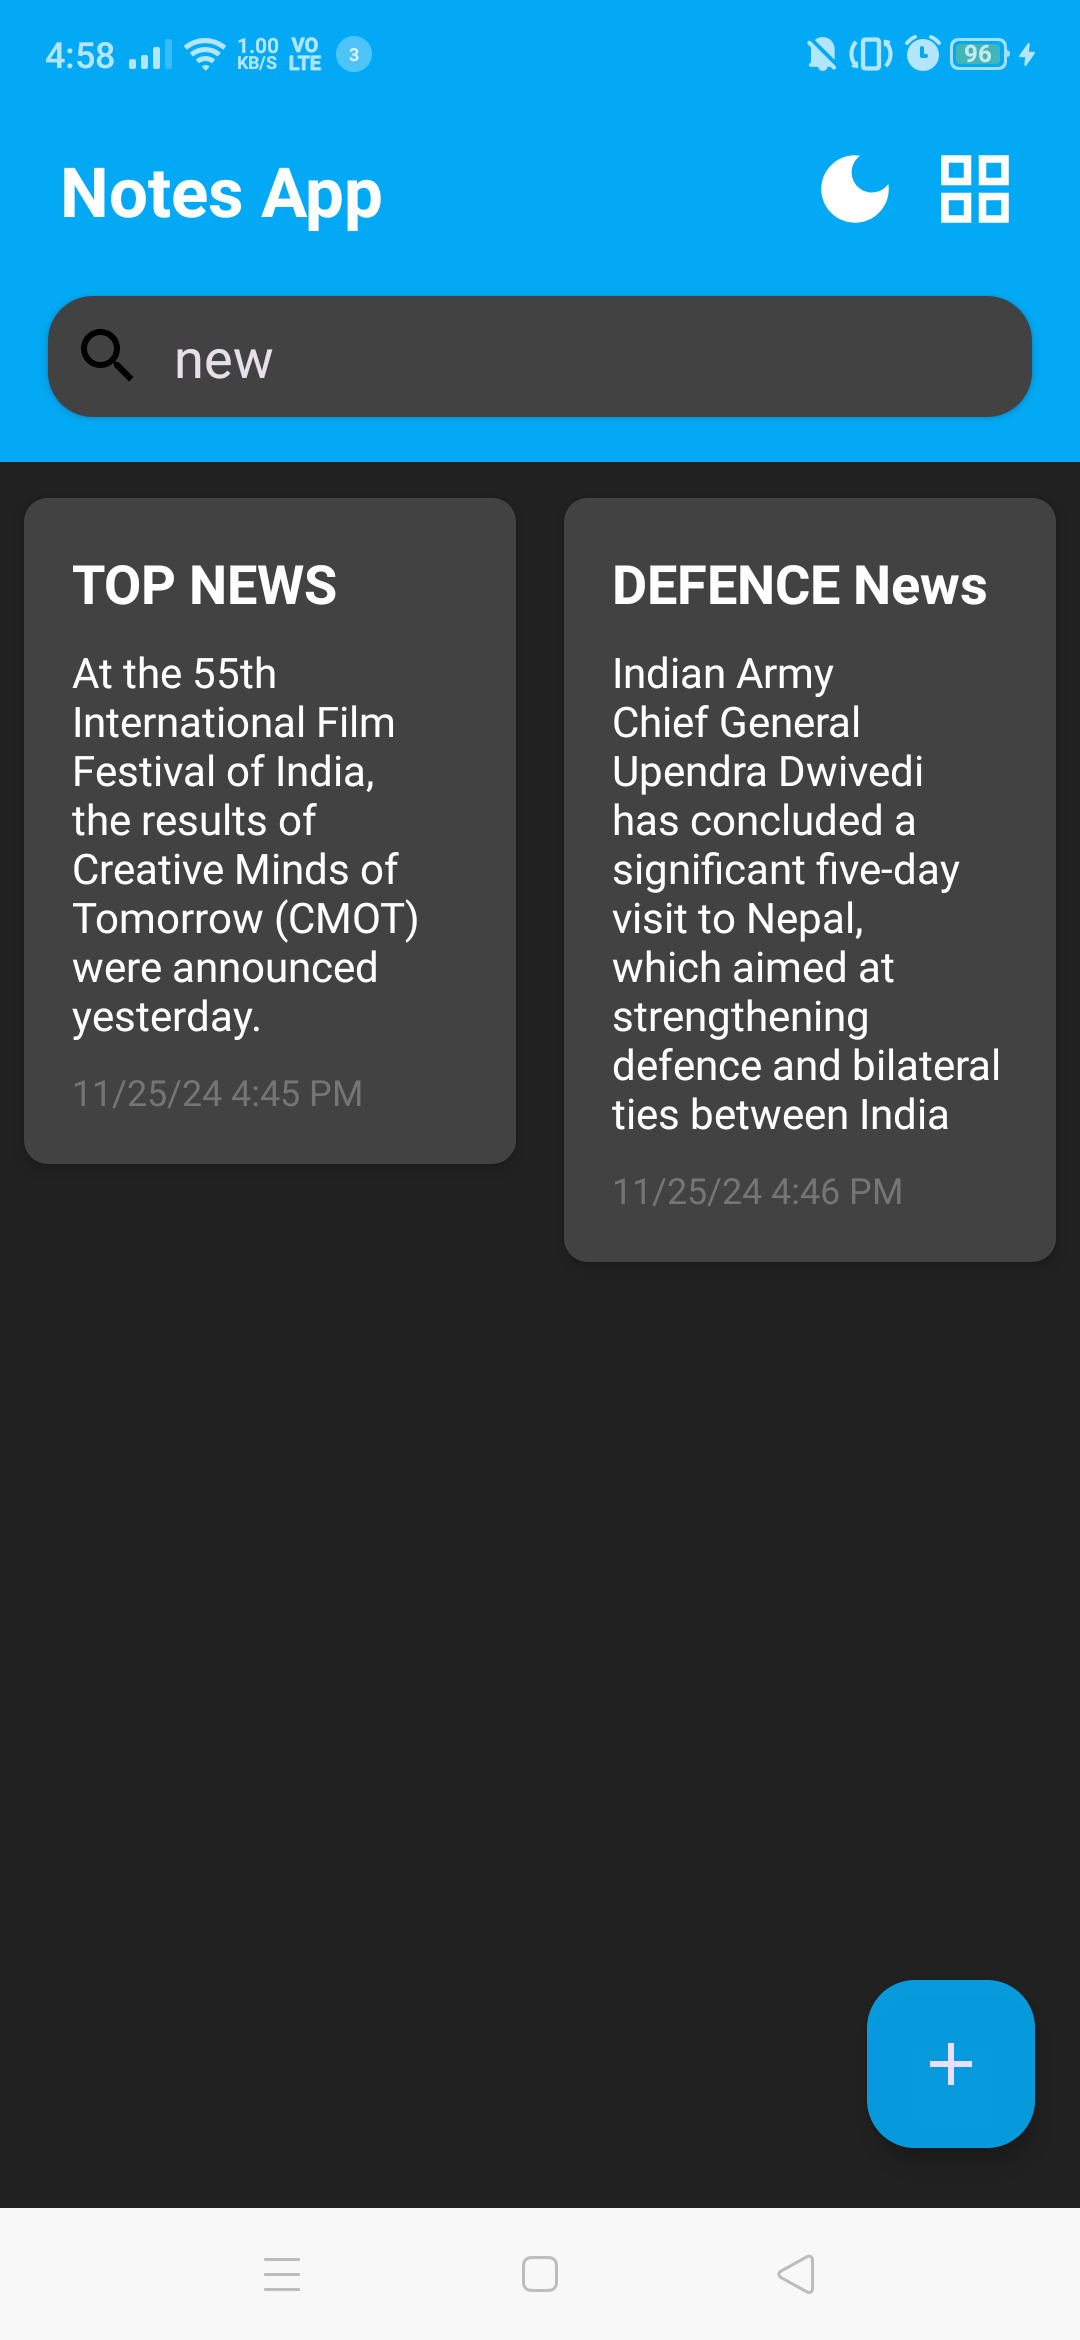 4:58 1.00 KB/S VO LTE 3 96
Notes App
new
TOP NEWS
At the 55th
International Film
Festival of India,
the results of
Creative Minds of
Tomorrow (CMOT)
were announced
yesterday.
11/25/24 4:45 PM
DEFENCE News
Indian Army
Chief General
Upendra Dwivedi
has concluded a
significant five-day
visit to Nepal,
which aimed at
strengthening
defence and bilateral
ties between India
11/25/24 4:46 PM